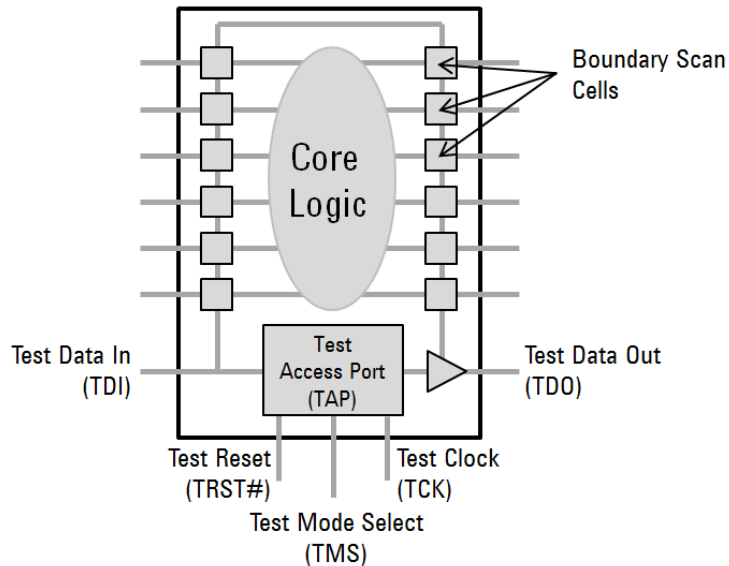 Boundary Scan
Cells
Core
Logic
Test Data In
(TDI)
Test
Access Port
(TAP)
Test Data Out
(TDO)
Test Reset
(TRST#)
Test Clock
(TCK)
Test Mode Select
(TMS)